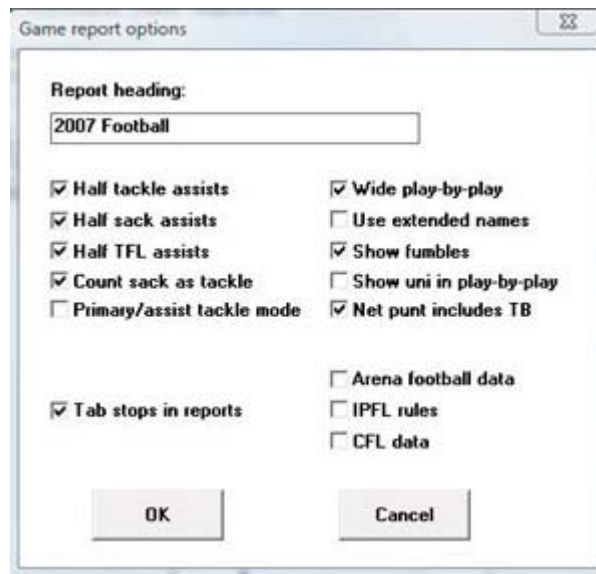 Game report options
Report heading:
2007 Football
Half tackle assists
Half sack assists
Half TFL assists
Count sack as tackle
Primary/assist tackle mode
Wide play-by-play
Use extended names
Show fumbles
Show uni in play-by-play
Net punt includes TB
Tab stops in reports
Arena football data
IPFL rules
CFL data
OK
Cancel